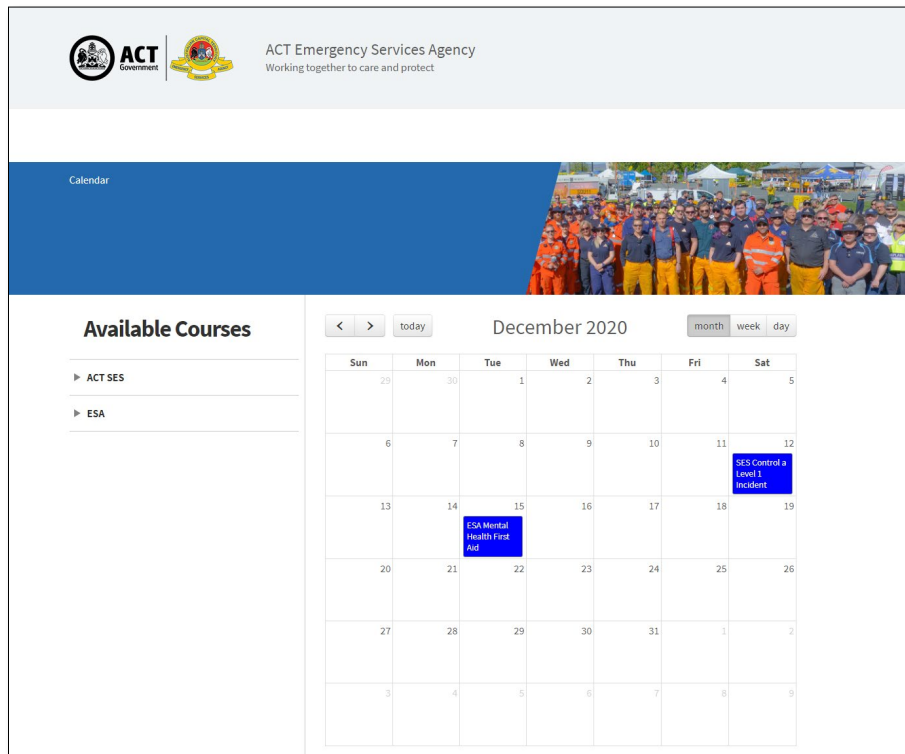 ACT
Government
ACT Emergency Services Agency
Working together to care and protect
Calendar
Available Courses
ACT SES
ESA
today
December 2020
month week day
Sun Mon Tue Wed Thu Fri Sat
29 30 1 2 3 4 5
6 7 8 9 10 11 12
SES Control a
Level 1
Incident
13 14 15 16 17 18 19
ESA Mental
Health First
Aid
20 21 22 23 24 25 26
27 28 29 30 31 1 2
3 4 5 6 7 8 9